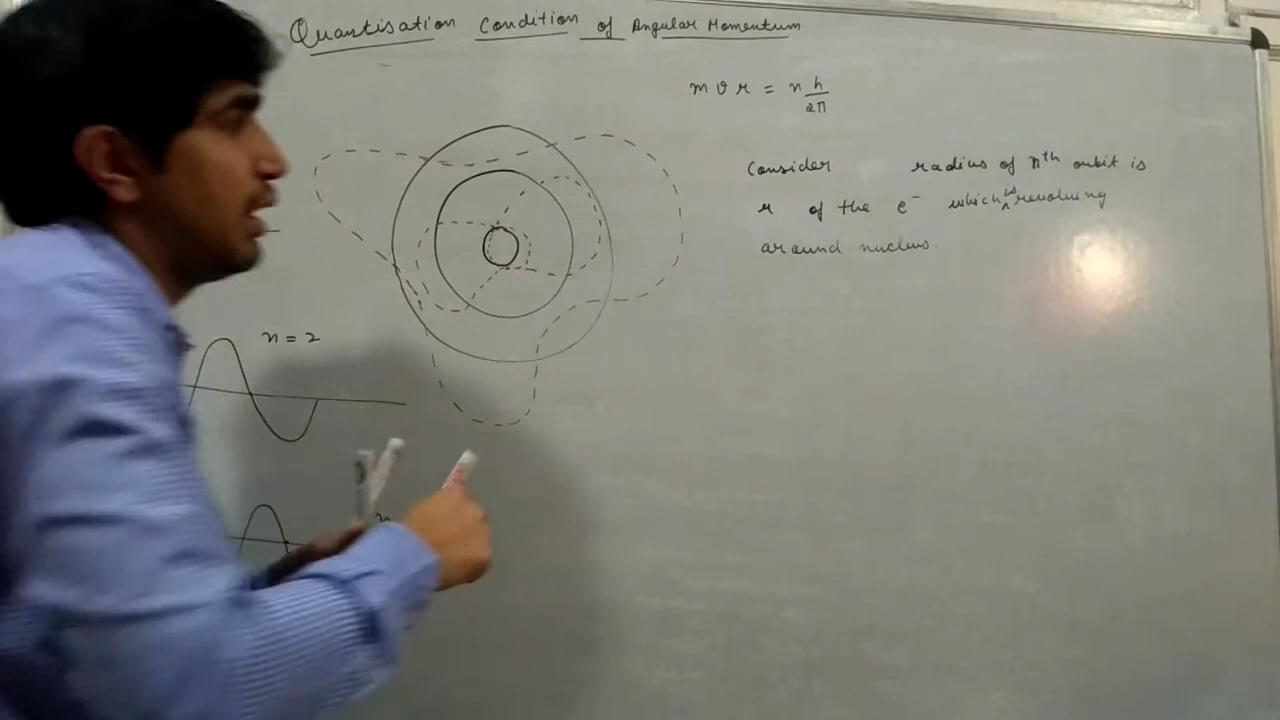 Quantisation Condition of Angular Momentum
m v r = n h/2π
Consider radius of nth orbit is
r of the e⁻ which is revolving
around nucleus.
n = 2
n